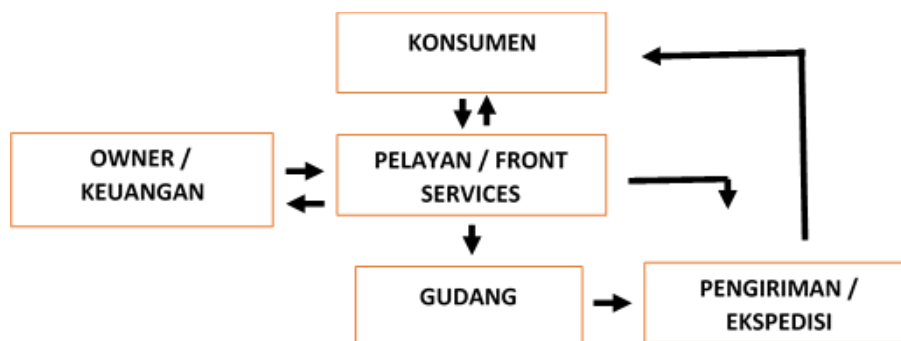 KONSUMEN
OWNER /
KEUANGAN
PELAYAN / FRONT
SERVICES
GUDANG
PENGIRIMAN /
EKSPEDISI